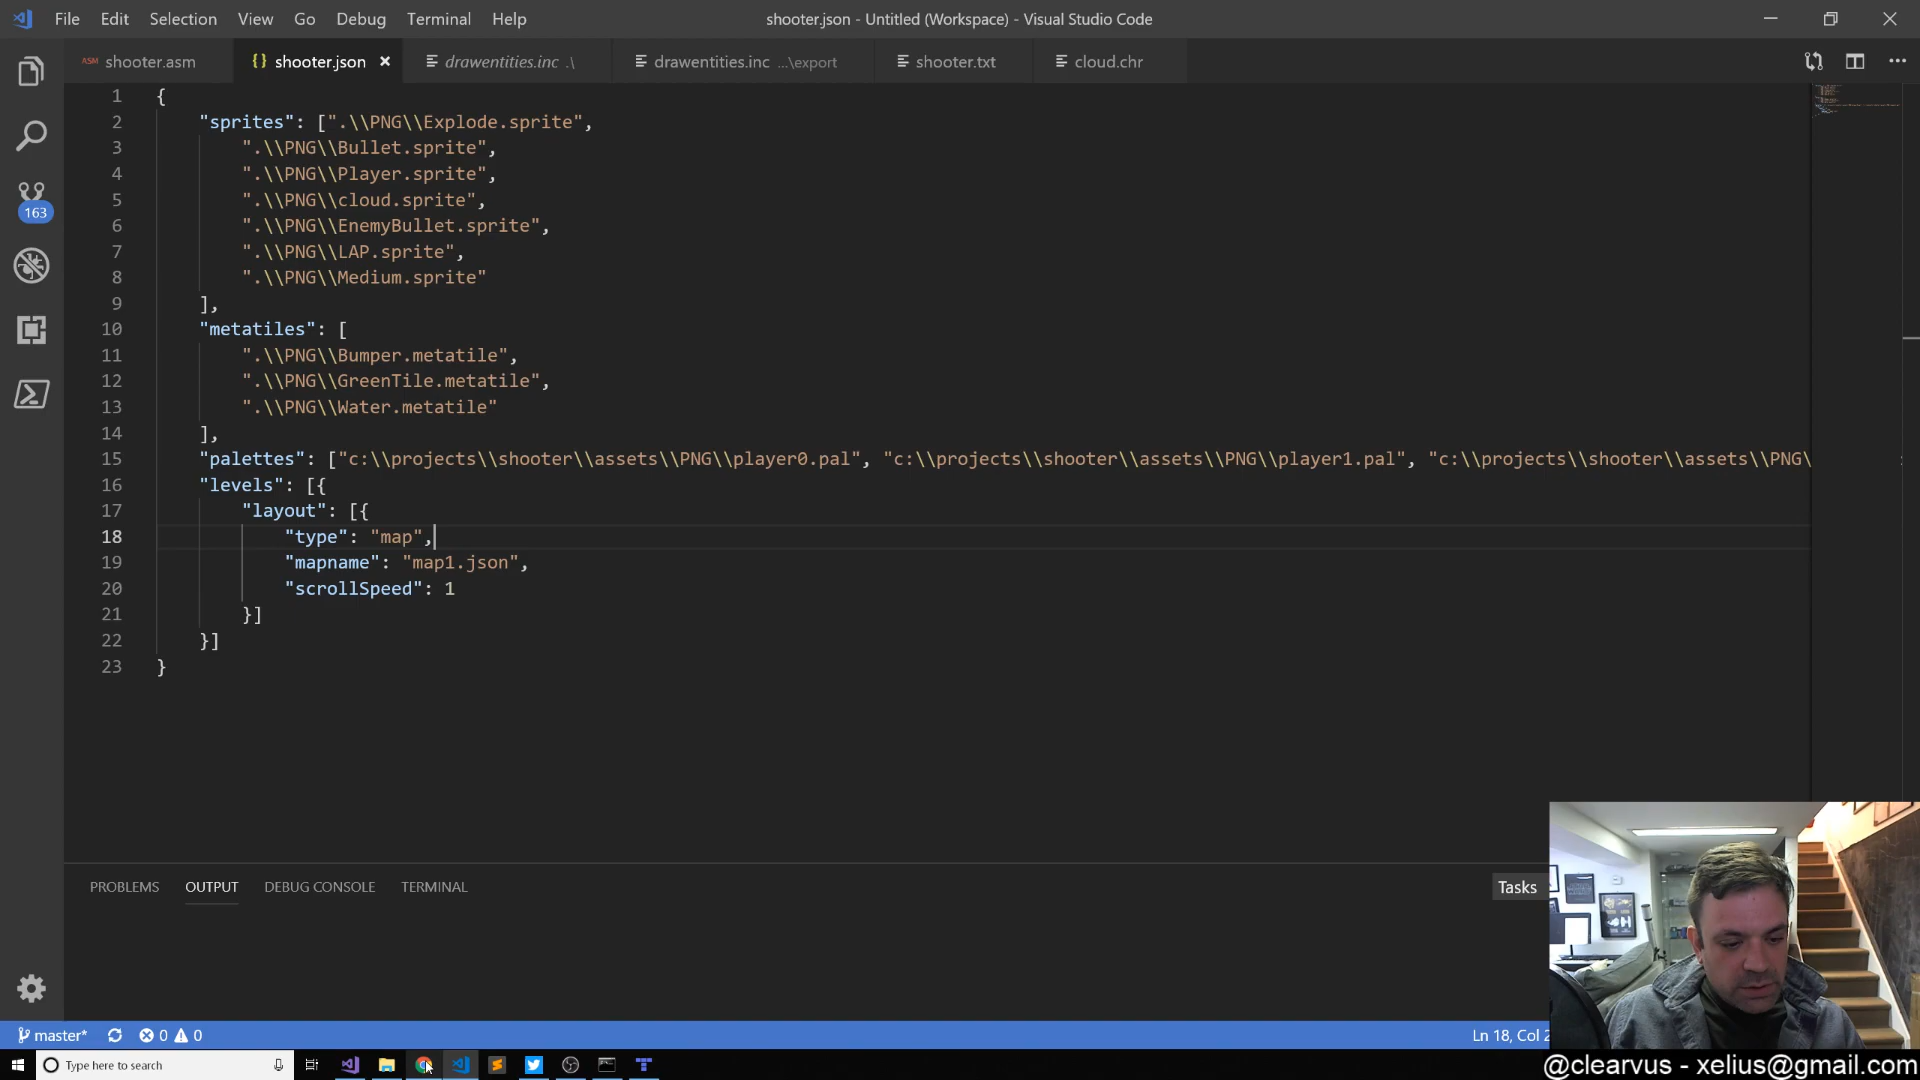 File Edit Selection View Go Debug Terminal Help
shooter.json - Untitled (Workspace) - Visual Studio Code
ASM shooter.asm
{} shooter.json ×
drawentities.inc .\
drawentities.inc ...\export
shooter.txt
cloud.chr
1 {
2 "sprites": [".\\PNG\\Explode.sprite",
3 ".\\PNG\\Bullet.sprite",
4 ".\\PNG\\Player.sprite",
5 ".\\PNG\\cloud.sprite",
6 ".\\PNG\\EnemyBullet.sprite",
7 ".\\PNG\\LAP.sprite",
8 ".\\PNG\\Medium.sprite"
9 ],
10 "metatiles": [
11 ".\\PNG\\Bumper.metatile",
12 ".\\PNG\\GreenTile.metatile",
13 ".\\PNG\\Water.metatile"
14 ],
15 "palettes": ["c:\\projects\\shooter\\assets\\PNG\\player0.pal", "c:\\projects\\shooter\\assets\\PNG\\player1.pal", "c:\\projects\\shooter\\assets\\PNG\
16 "levels": [{
17 "layout": [{
18 "type": "map",
19 "mapname": "map1.json",
20 "scrollSpeed": 1
21 }]
22 }]
23 }
163
PROBLEMS OUTPUT DEBUG CONSOLE TERMINAL
Tasks
master* 0 0
Ln 18, Col 2
Type here to search
@clearvus - xelius@gmail.com